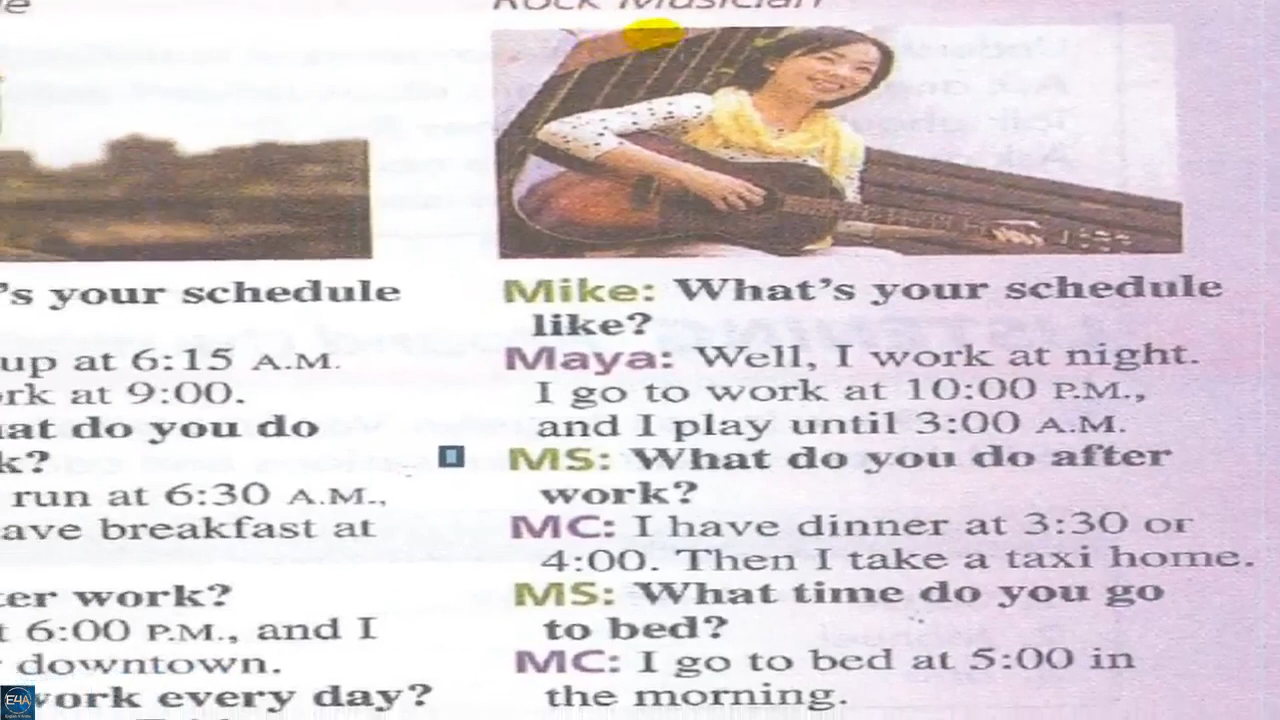 Rock Musician
's your schedule
up at 6:15 A.M.
at 9:00.
do you do
run at 6:30 A.M.,
breakfast at
work?
6:00 P.M., and I
downtown.
work every day?
Mike: What's your schedule
like?
Maya: Well, I work at night.
I go to work at 10:00 P.M.,
and I play until 3:00 A.M.
MS: What do you do after
work?
MC: I have dinner at 3:30 or
4:00. Then I take a taxi home.
MS: What time do you go
to bed?
MC: I go to bed at 5:00 in
the morning.
E4A